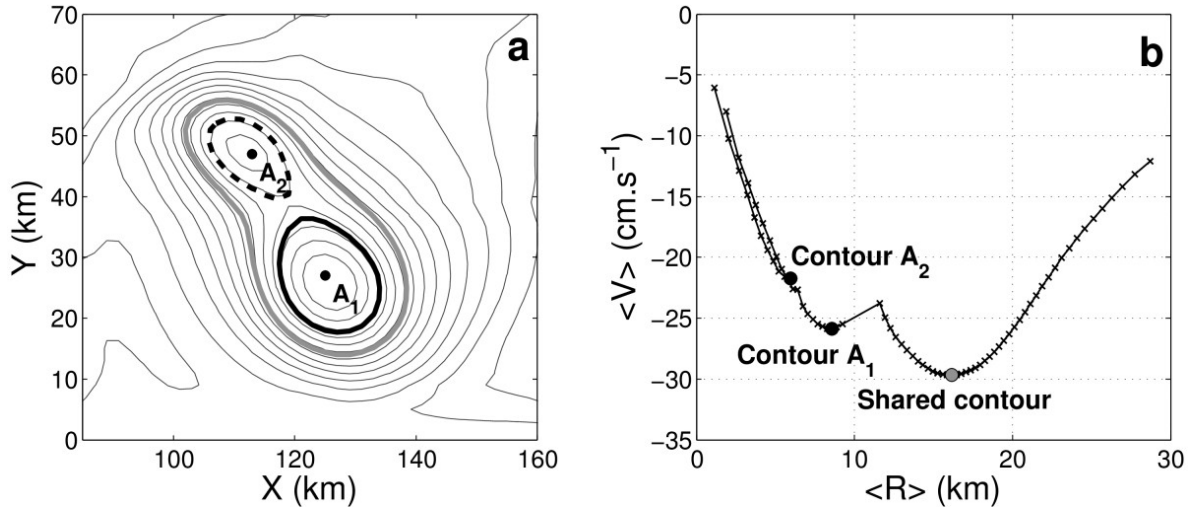 a
70
60
50
40
30
20
10
0
Y (km)
A2
A1
100
120
140
160
X (km)
b
0
−5
−10
−15
−20
−25
−30
−35
<V> (cm.s−1)
Contour A2
Contour A1
Shared contour
0
10
20
30
<R> (km)